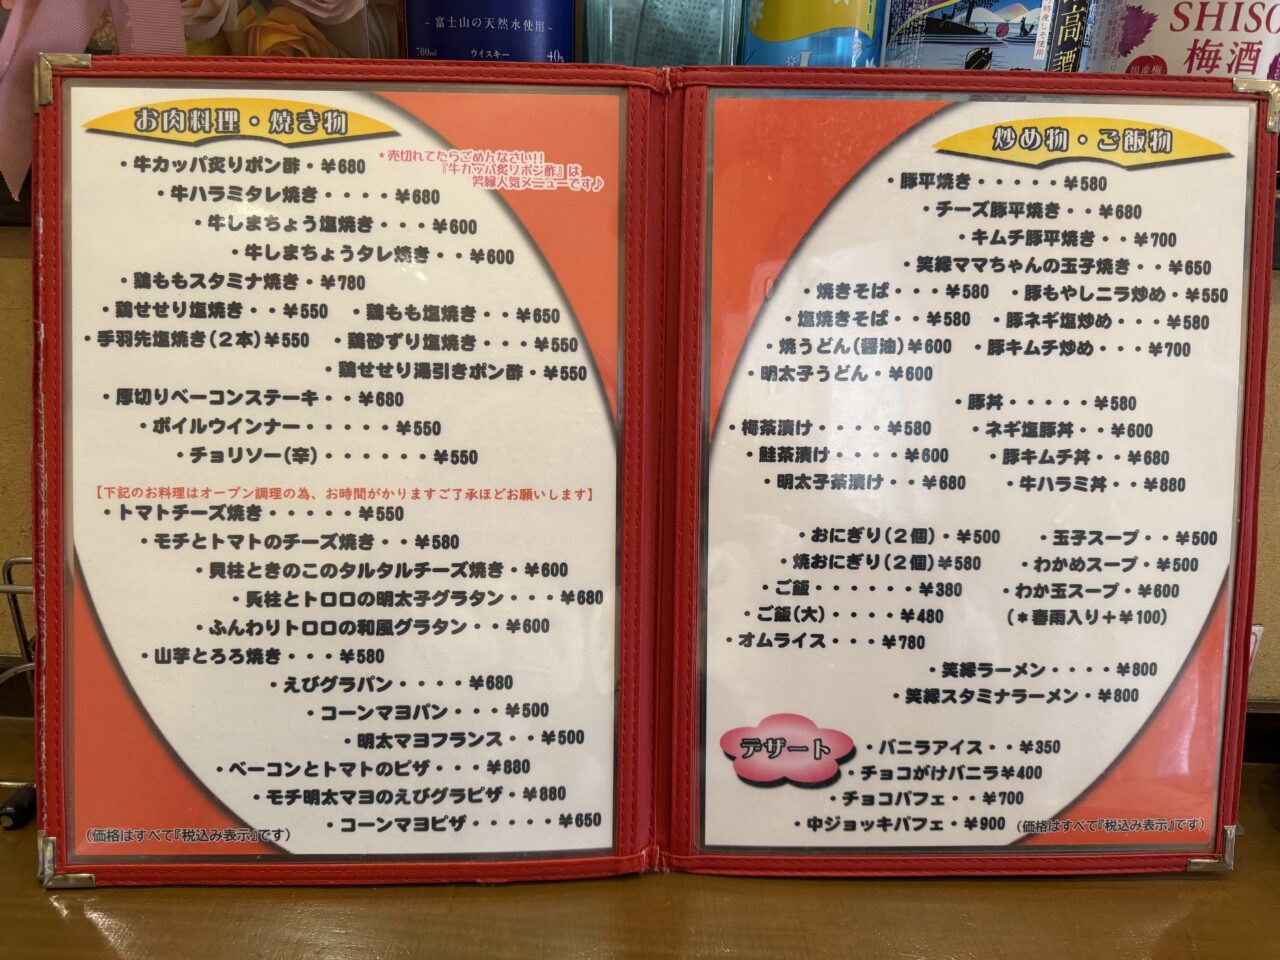 -富士山の天然水使用-
700ml
ウイスキー
40%
高酒
SHISO
梅酒
国産梅
お肉料理・焼き物
・牛カッパ炙りポン酢・¥680
*売切れてたらごめんなさい!!
『牛カッパ炙りポン酢』は
笑縁人気メニューです♪
・牛ハラミタレ焼き・・・・¥680
・牛しまちょう塩焼き・・・¥600
・牛しまちょうタレ焼き・・¥600
・鶏ももスタミナ焼き・¥780
・鶏せせり塩焼き・・¥550 ・鶏もも塩焼き・・¥650
・手羽先塩焼き(2本)¥550 ・鶏砂ずり塩焼き・・・¥550
・鶏せせり湯引きポン酢・¥550
・厚切りベーコンステーキ・・¥680
・ボイルウインナー・・・・・¥550
・チョリソー(辛)・・・・・・¥550
【下記のお料理はオーブン調理の為、お時間がかりますご了承ほどお願いします】
・トマトチーズ焼き・・・・・¥550
・モチとトマトのチーズ焼き・・¥580
・貝柱ときのこのタルタルチーズ焼き・¥600
・貝柱とトロロの明太子グラタン・・・¥680
・ふんわりトロロの和風グラタン・・¥600
・山芋とろろ焼き・・・¥580
・えびグラパン・・・・¥680
・コーンマヨパン・・・¥500
・明太マヨフランス・・¥500
・ベーコンとトマトのピザ・・¥880
・モチ明太マヨのえびグラピザ・¥880
・コーンマヨピザ・・・・・¥650
(価格はすべて『税込み表示』です)
炒め物・ご飯物
・豚平焼き・・・・・¥580
・チーズ豚平焼き・・¥680
・キムチ豚平焼き・・¥700
・笑縁ママちゃんの玉子焼き・・¥650
・焼きそば・・・¥580 ・豚もやしニラ炒め・¥550
・塩焼きそば・・¥580 ・豚ネギ塩炒め・・・¥580
・焼うどん(醤油)¥600 ・豚キムチ炒め・・・¥700
・明太子うどん・¥600
・豚丼・・・・・¥580
・梅茶漬け・・・・¥580 ・ネギ塩豚丼・・¥600
・鮭茶漬け・・・・¥600 ・豚キムチ丼・・¥680
・明太子茶漬け・・¥680 ・牛ハラミ丼・・¥880
・おにぎり(2個)・¥500 ・玉子スープ・・¥500
・焼おにぎり(2個)¥580 ・わかめスープ・¥500
・ご飯・・・・・・¥380 ・わか玉スープ・¥600
・ご飯(大)・・・・¥480 (*春雨入り+¥100)
・オムライス・・・¥780
・笑縁ラーメン・・・・¥800
・笑縁スタミナラーメン・¥800
デザート
・バニラアイス・・¥350
・チョコがけバニラ¥400
・チョコパフェ・・¥700
・中ジョッキパフェ・¥900 (価格はすべて『税込み表示』です)